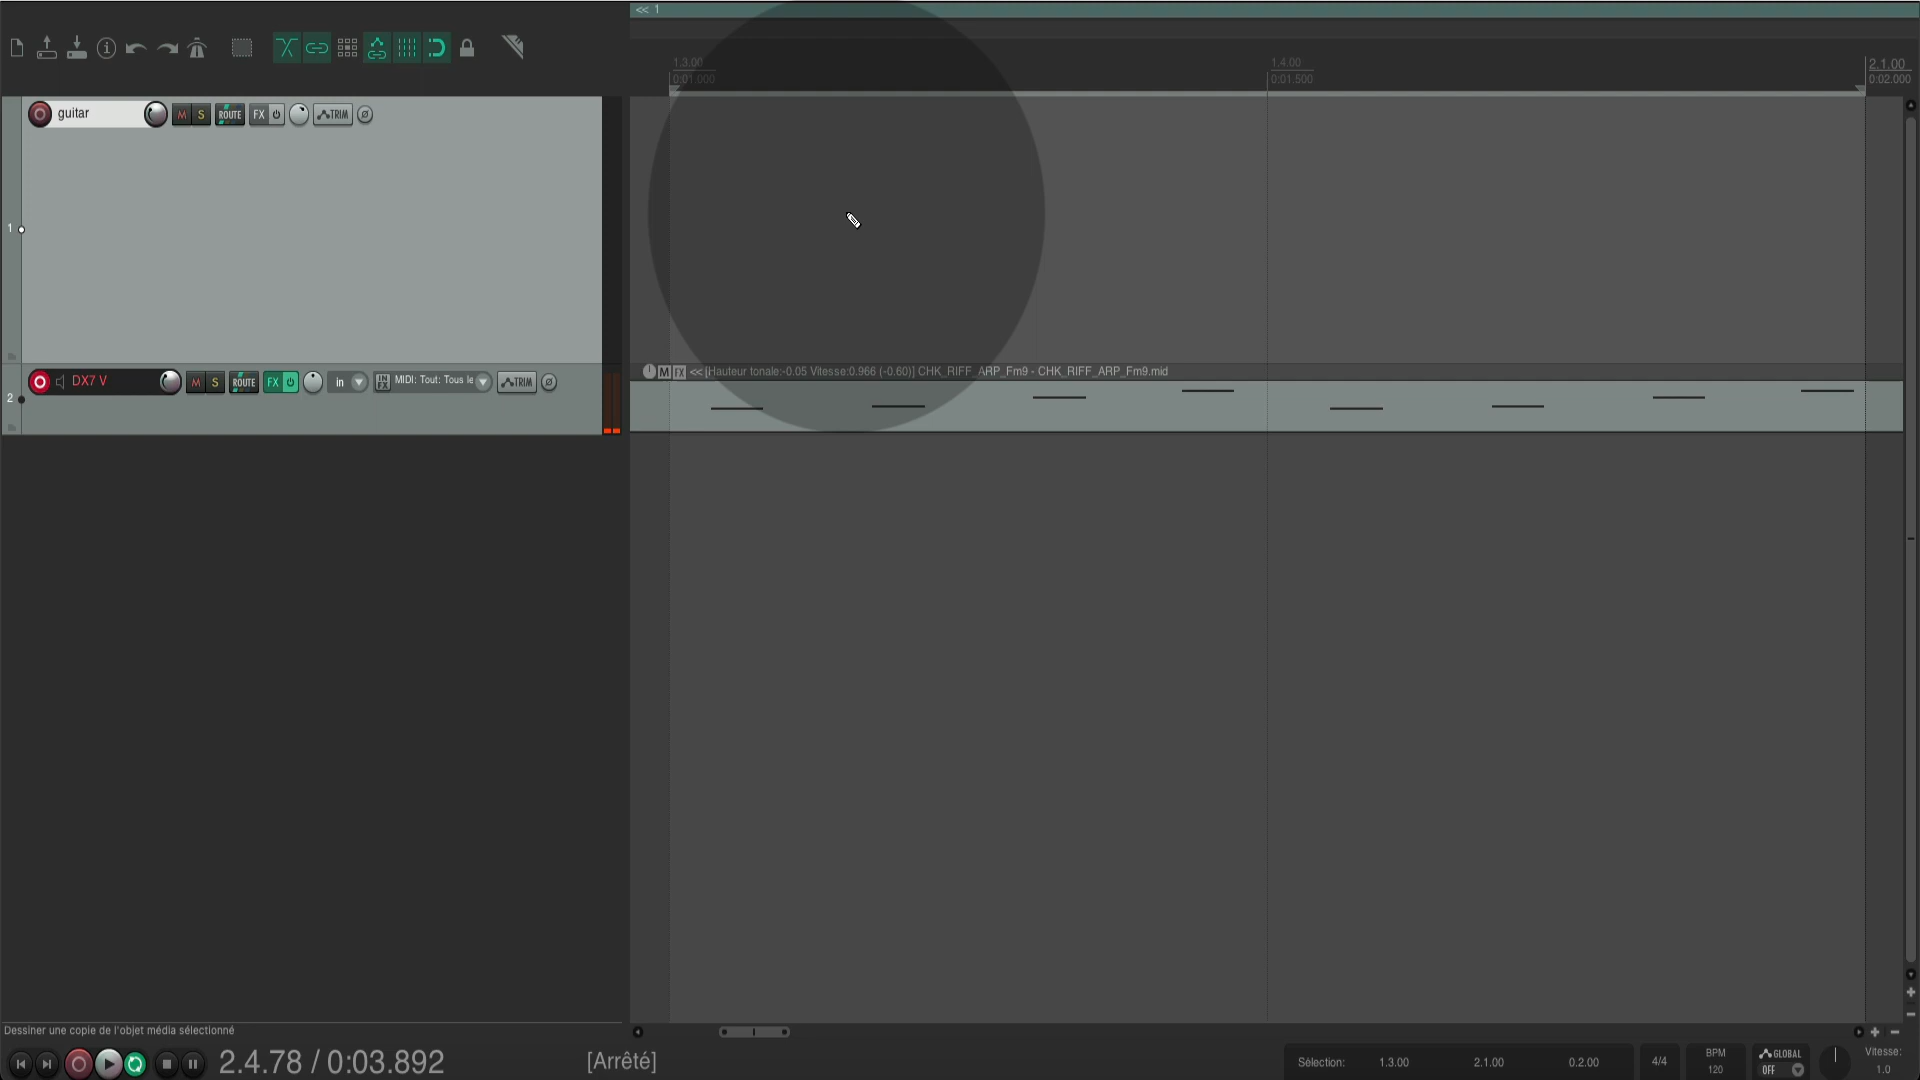 << 1
1.3.00
0:01.000
1.4.00
0:01.500
2.1.00
0:02.000
guitar
M S ROUTE FX TRIM
1
DX7 V
M S ROUTE FX in IN FX MIDI: Tout: Tous le TRIM
2
M FX << [Hauteur tonale:-0.05 Vitesse:0.966 (-0.60)] CHK_RIFF_ARP_Fm9 - CHK_RIFF_ARP_Fm9.mid
Dessiner une copie de l'objet média sélectionné
2.4.78 / 0:03.892
[Arrêté]
Sélection: 1.3.00 2.1.00 0.2.00
4/4
BPM
120
GLOBAL
OFF
Vitesse:
1.0